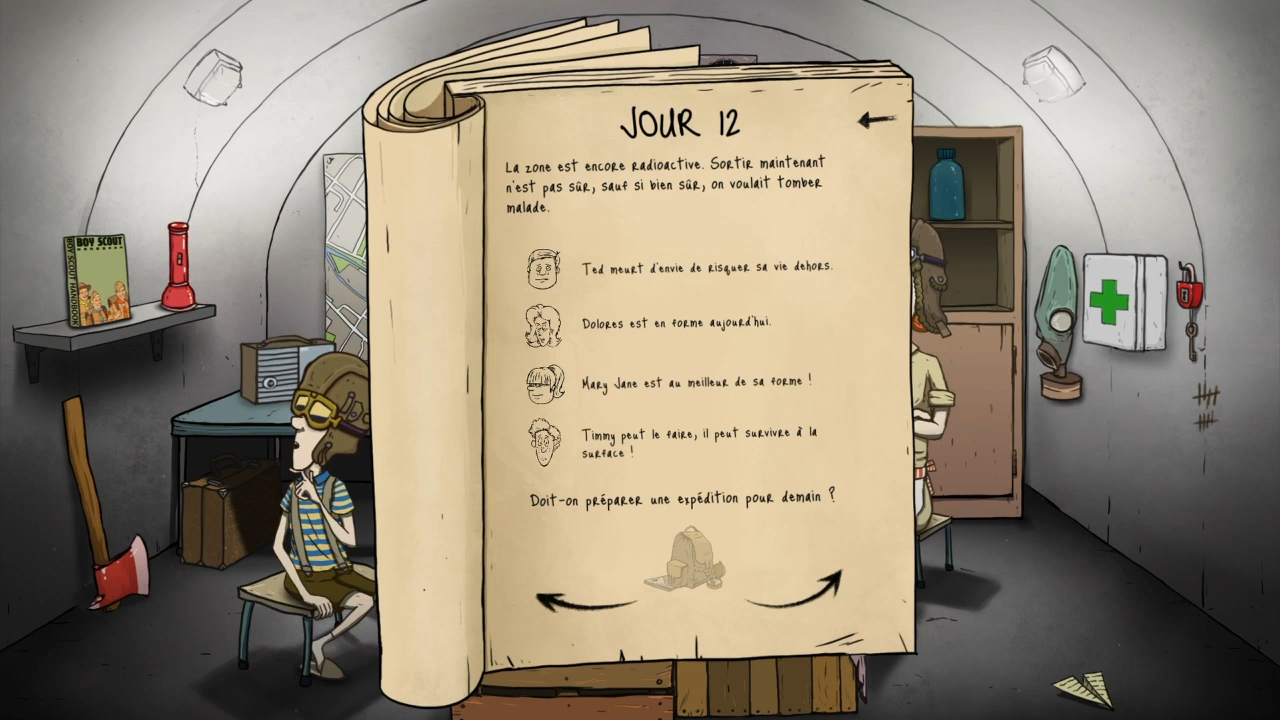 JOUR 12
La zone est encore radioactive. Sortir maintenant
n'est pas sûr, sauf si bien sûr, on voulait tomber
malade.
Ted meurt d'envie de risquer sa vie dehors.
Dolores est en forme aujourd'hui.
Mary Jane est au meilleur de sa forme !
Timmy peut le faire, il peut survivre à la
surface !
Doit-on préparer une expédition pour demain ?
BOY SCOUT
BOY SCOUT HANDBOOK